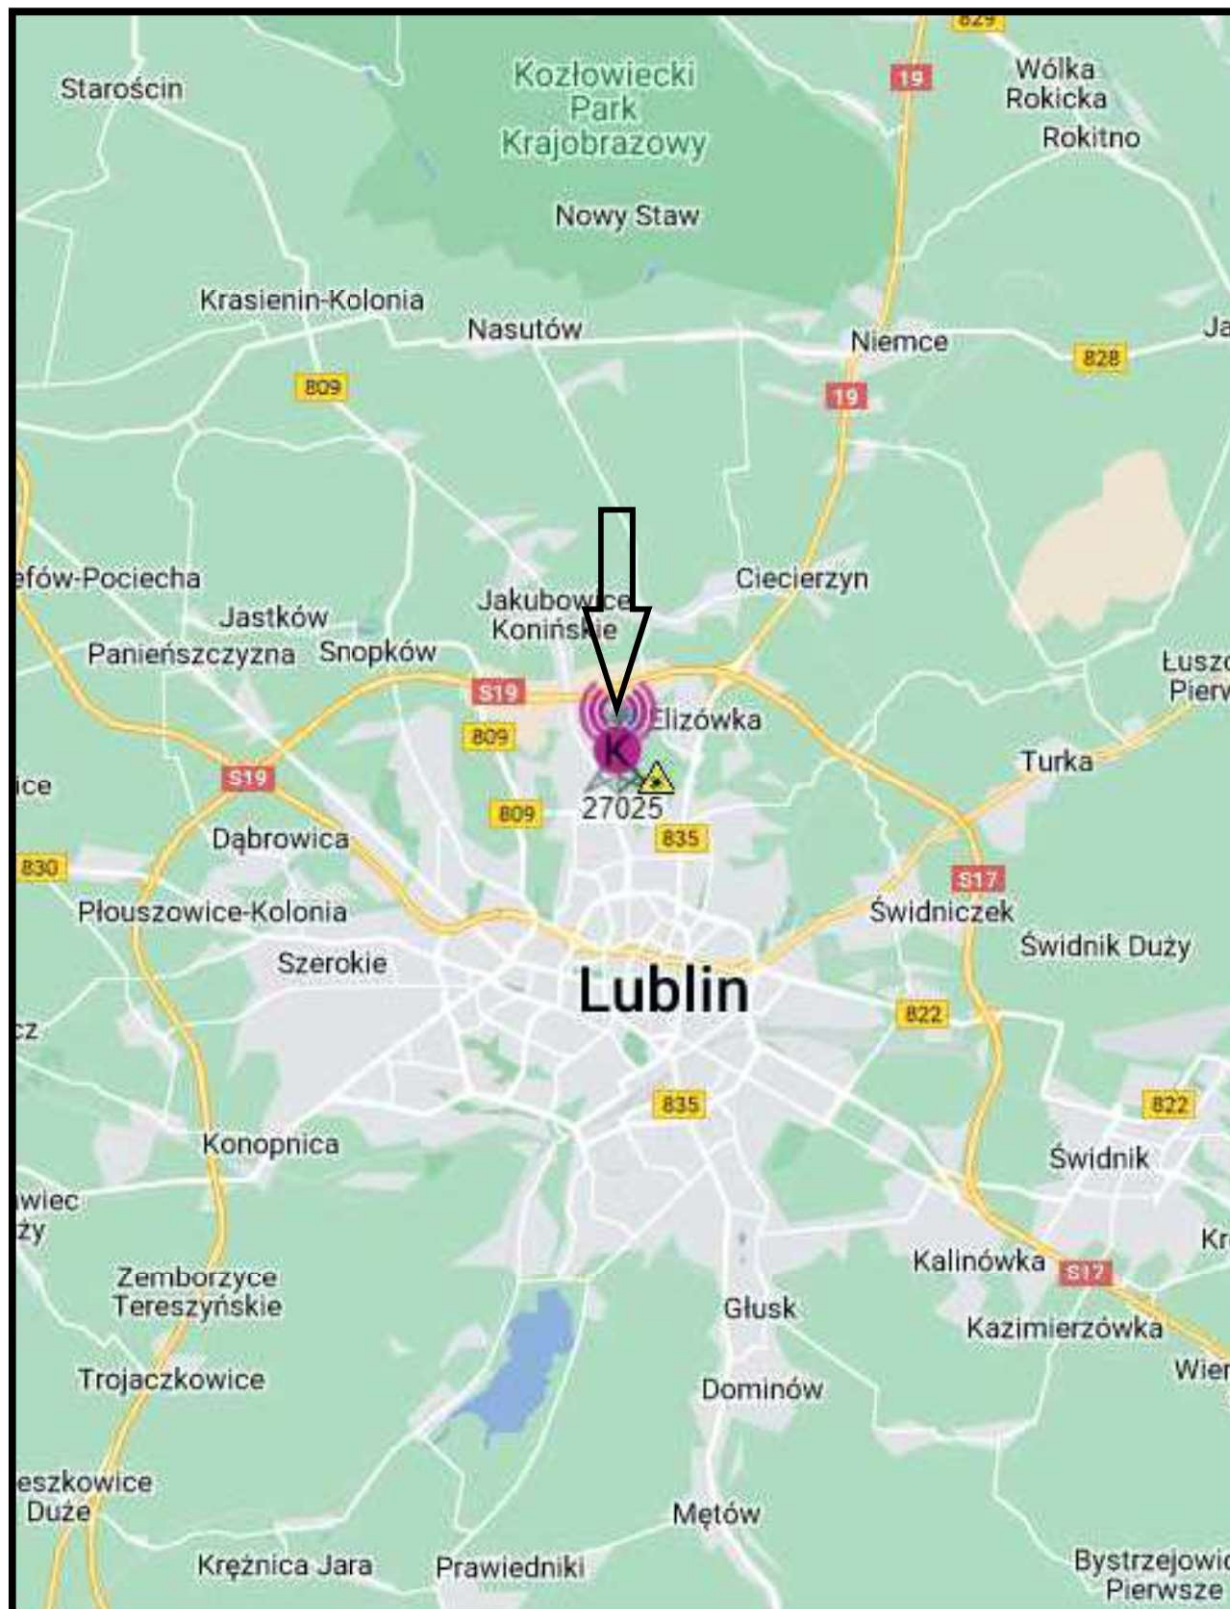 829
Starościn
Kozłowiecki
Park
Krajobrazowy
19
Wólka
Rokicka
Rokitno
Nowy Staw
Krasienin-Kolonia
Nasutów
Niemce
828
Ja
809
19
efów-Pociecha
Jastków
Jakubowice
Konińskie
Ciecierzyn
Panieńszczyzna
Snopków
Łuszc
Pierw
S19
Elizówka
809
K
Turka
S19
ice
27025
809
835
Dąbrowica
830
S17
Płouszowice-Kolonia
Świdniczek
Szerokie
Świdnik Duży
Lublin
822
cz
835
822
Konopnica
Świdnik
wiec
ży
Kr
Kalinówka
S17
Zemborzyce
Tereszyńskie
Głusk
Kazimierzówka
Trojaczkowice
Wier
Dominów
eszkowice
Duże
Mętów
Krężnica Jara
Prawiedniki
Bystrzejowic
Pierwsze